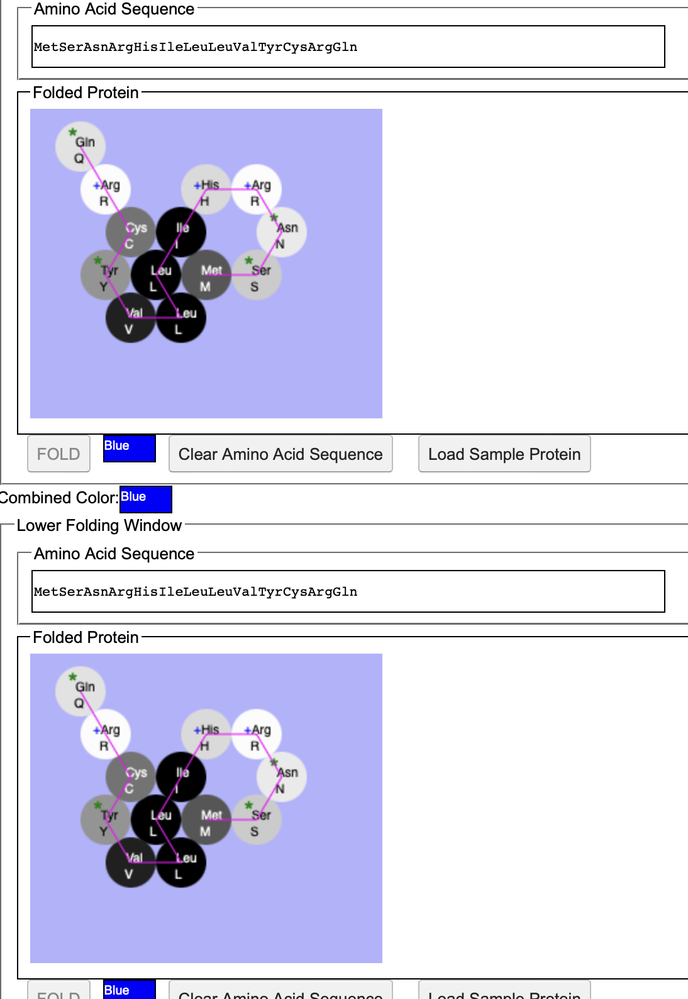 Amino Acid Sequence
MetSerAsnArgHisIleLeuLeuValTyrCysArgGln
Folded Protein
*
Gln
Q
+Arg
R
+His
H
+Arg
R
Cys
C
Ile
I
*
Asn
N
*
Tyr
Y
Leu
L
Met
M
*
Ser
S
Val
V
Leu
L
FOLD
Blue
Clear Amino Acid Sequence
Load Sample Protein
Combined Color:
Blue
Lower Folding Window
Amino Acid Sequence
MetSerAsnArgHisIleLeuLeuValTyrCysArgGln
Folded Protein
*
Gln
Q
+Arg
R
+His
H
+Arg
R
Cys
C
Ile
I
*
Asn
N
*
Tyr
Y
Leu
L
Met
M
*
Ser
S
Val
V
Leu
L
FOLD
Blue
Clear Amino Acid Sequence
Load Sample Protein